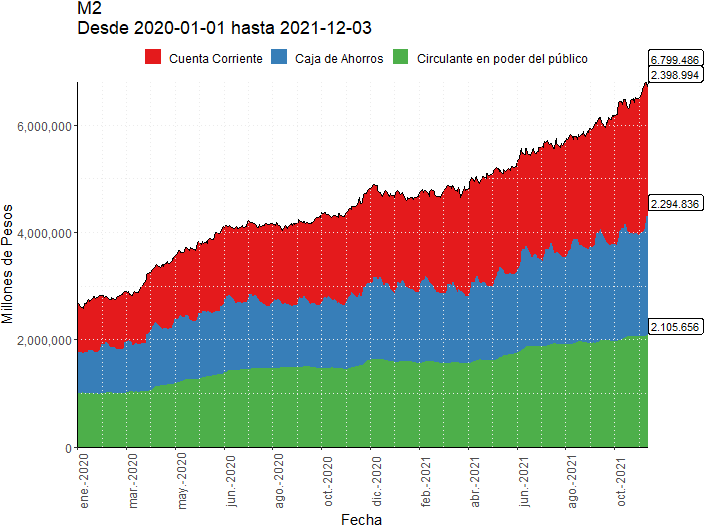 M2
Desde 2020-01-01 hasta 2021-12-03
Cuenta Corriente
Caja de Ahorros
Circulante en poder del público
6.799.486
2.398.994
2.294.836
2.105.656
6,000,000
4,000,000
2,000,000
0
Millones de Pesos
ene.-2020
mar.-2020
may.-2020
jun.-2020
ago.-2020
oct.-2020
dic.-2020
feb.-2021
abr.-2021
jun.-2021
ago.-2021
oct.-2021
Fecha